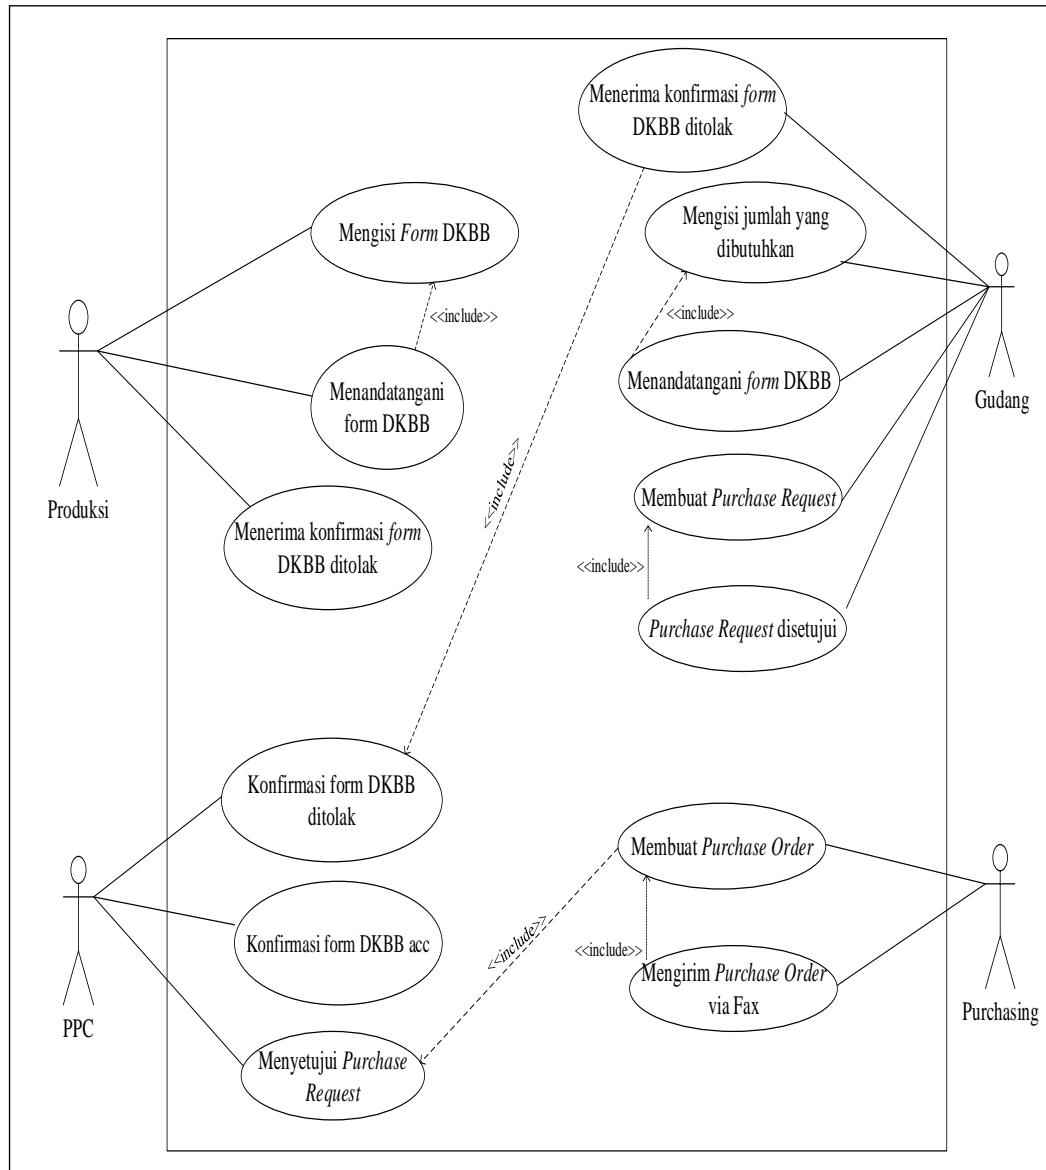 Menerima konfirmasi form
DKBB ditolak
Mengisi Form DKBB
Mengisi jumlah yang
dibutuhkan
<<include>>
<<include>>
Menandatangani
form DKBB
Menandatangani form DKBB
Gudang
Produksi
<<include>>
Membuat Purchase Request
Menerima konfirmasi form
DKBB ditolak
<<include>>
Purchase Request disetujui
Konfirmasi form DKBB
ditolak
Membuat Purchase Order
<<include>>
Konfirmasi form DKBB acc
<<include>>
Mengirim Purchase Order
via Fax
PPC
Purchasing
Menyetujui Purchase
Request